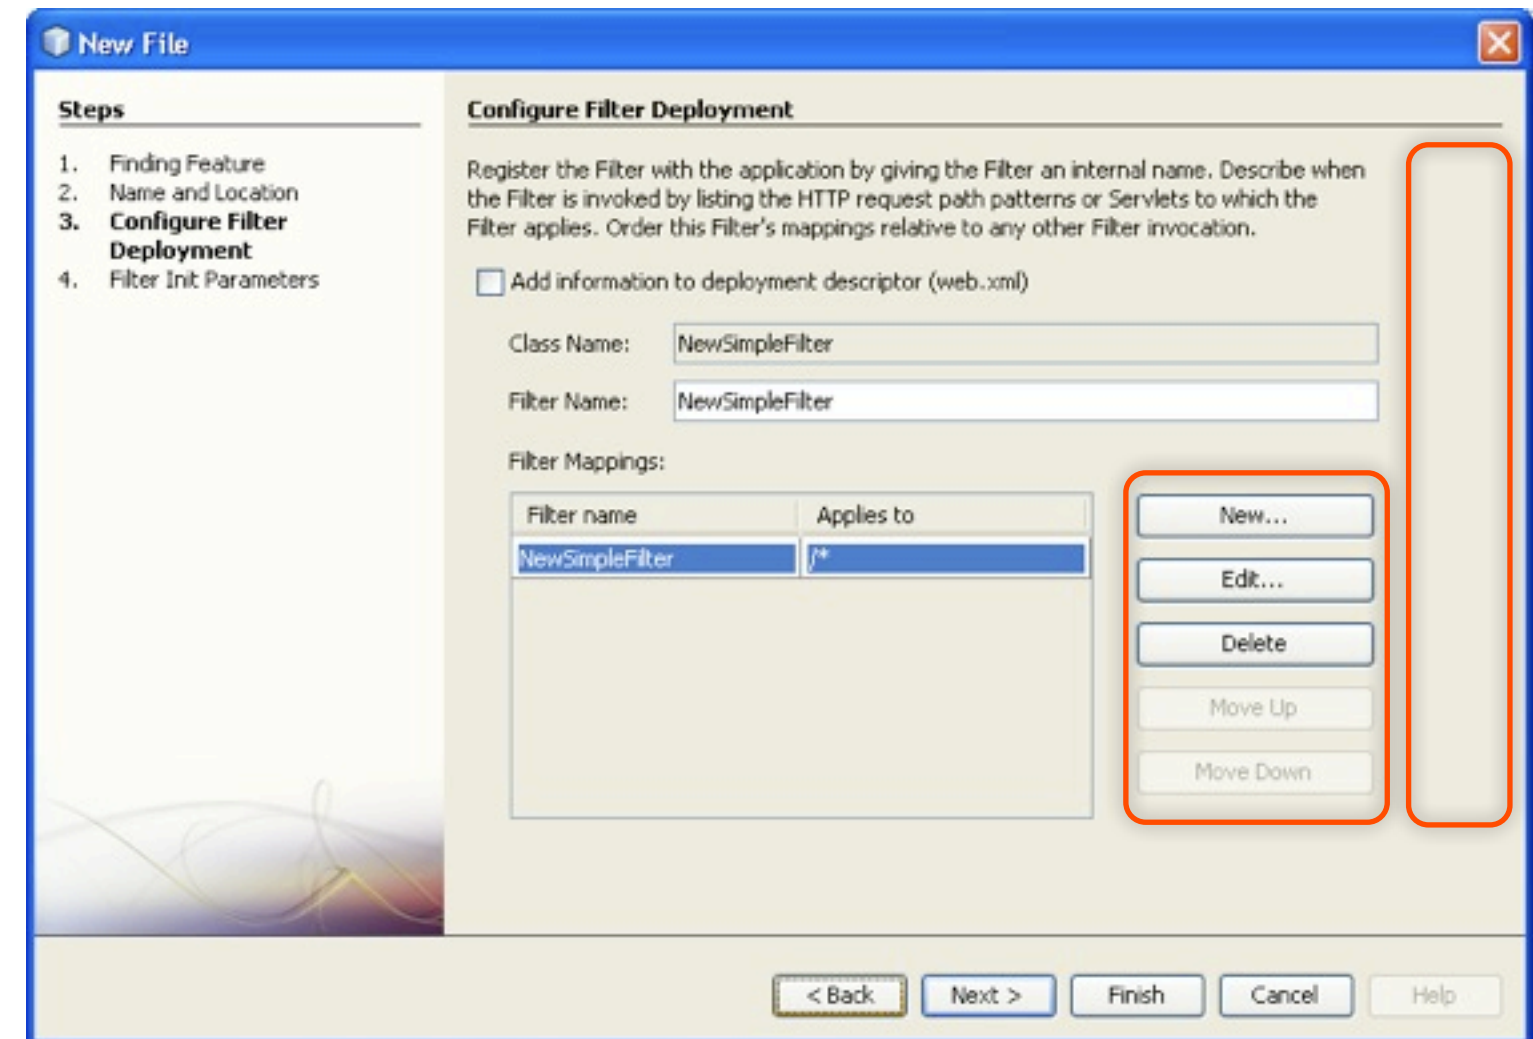 New File
Steps
1. Finding Feature
2. Name and Location
3. Configure Filter
Deployment
4. Filter Init Parameters
Configure Filter Deployment
Register the Filter with the application by giving the Filter an internal name. Describe when
the Filter is invoked by listing the HTTP request path patterns or Servlets to which the
Filter applies. Order this Filter's mappings relative to any other Filter invocation.
Add information to deployment descriptor (web.xml)
Class Name: NewSimpleFilter
Filter Name: NewSimpleFilter
Filter Mappings:
Filter name Applies to
NewSimpleFilter /*
New...
Edit...
Delete
Move Up
Move Down
< Back Next > Finish Cancel Help